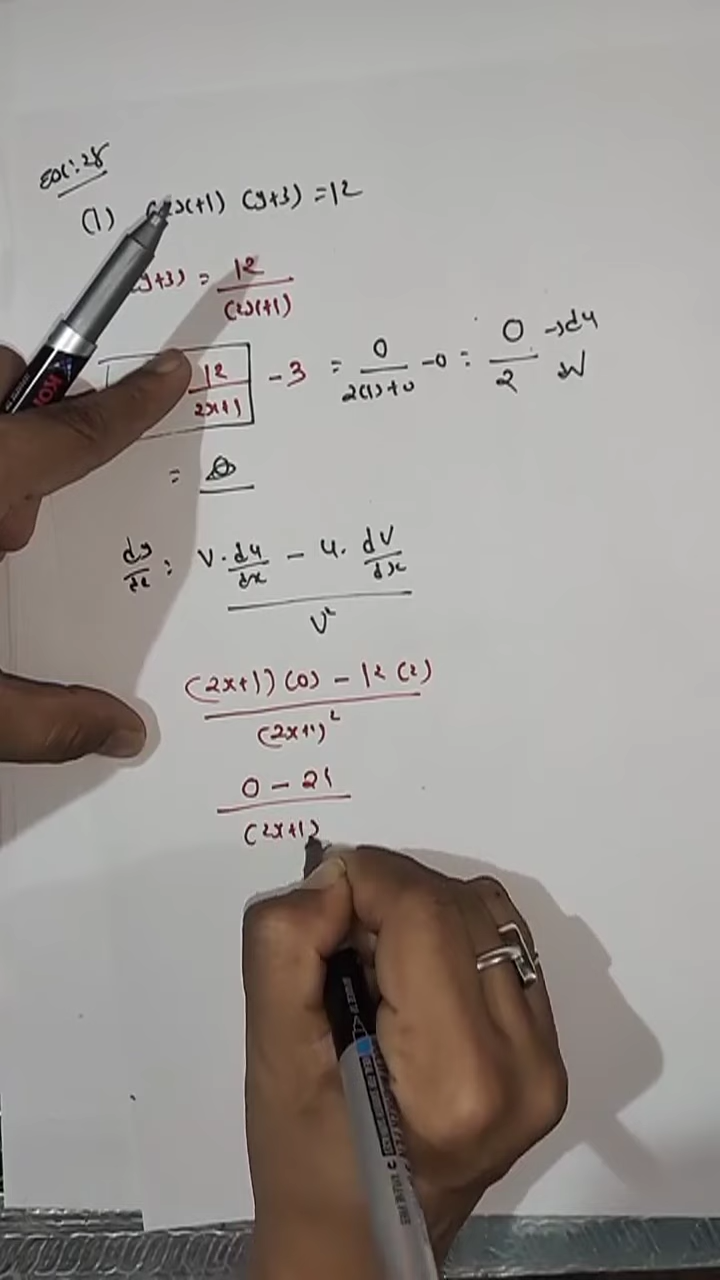 Ex: 28
(1) (2x+1) (y+3) = 12
(y+3) = 12/(2x+1)
12/2x+1 - 3 = 0/2(1)+0 - 0 = 0/2 → du
=
dy/dx = V. du/dx - u. dV/dx / V²
(2x+1) (0) - 12 (2) / (2x+1)²
0 - 24 / (2x+1)